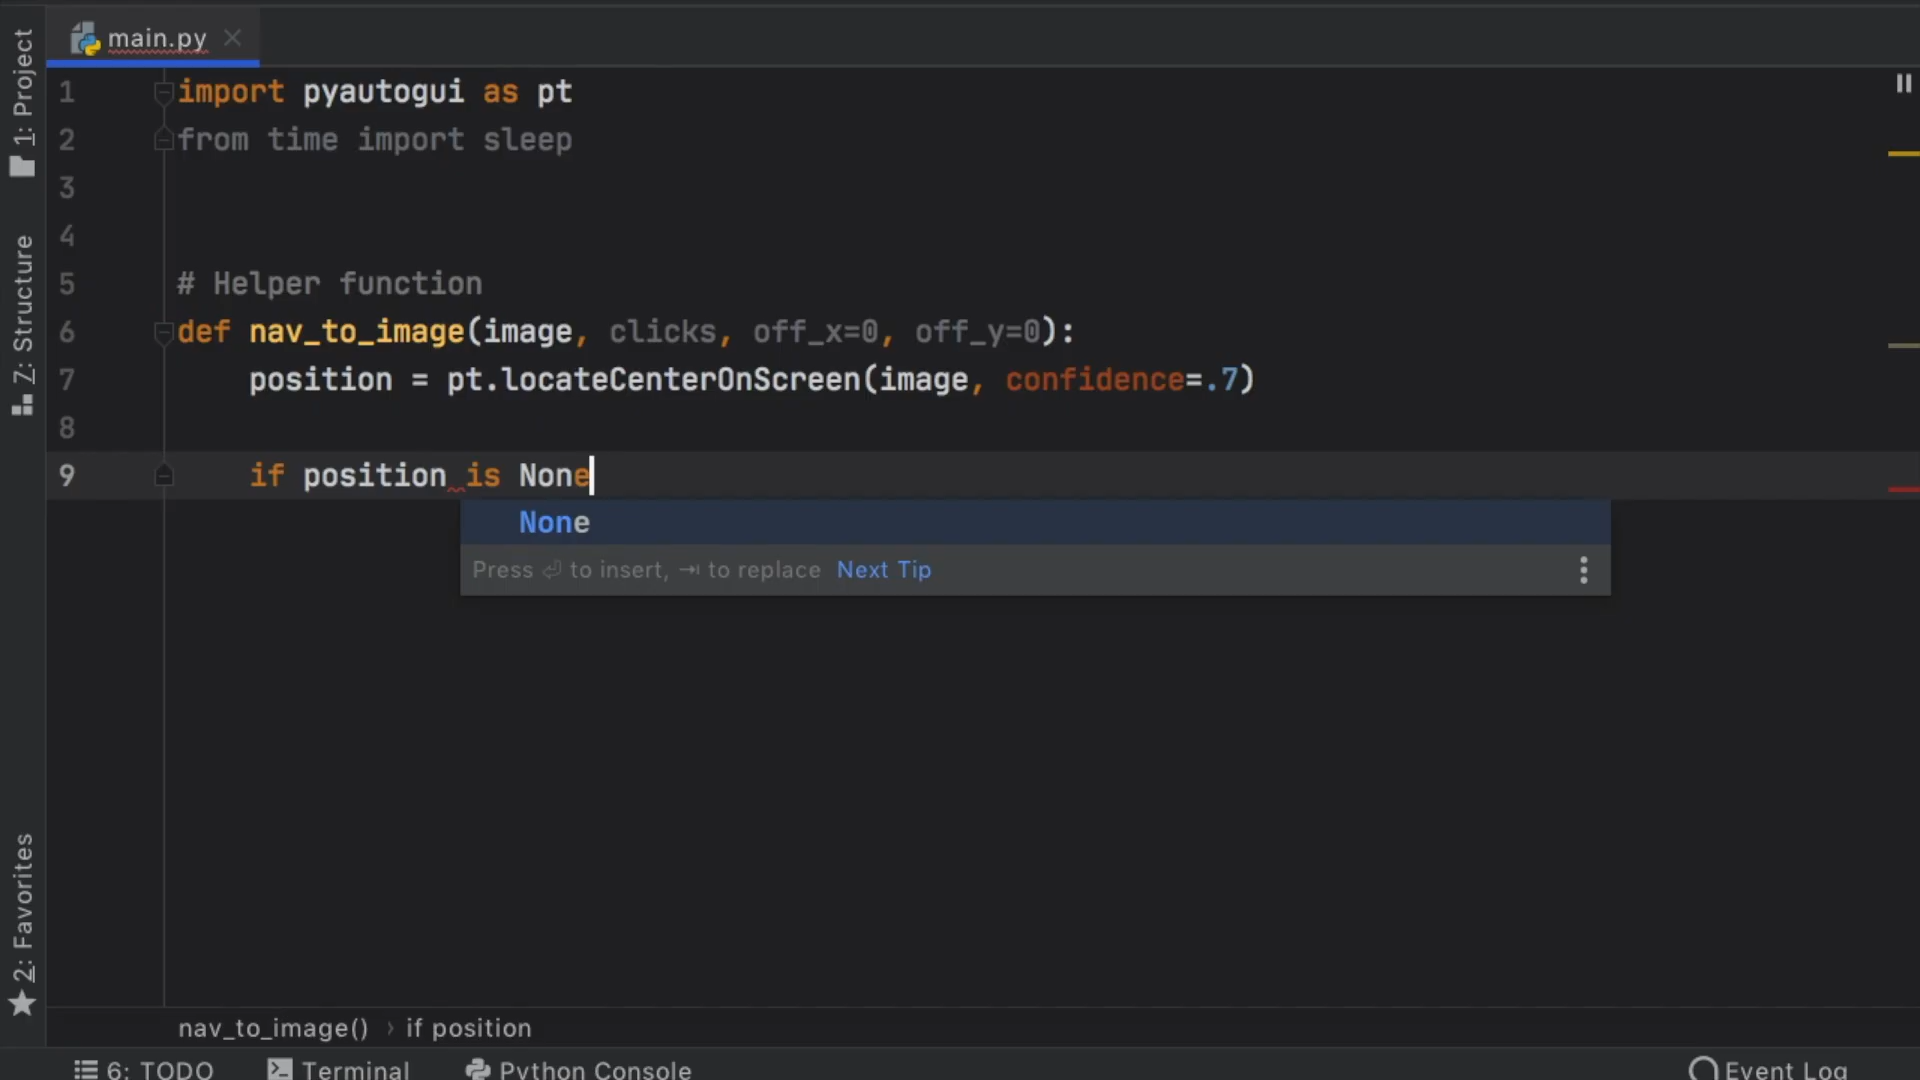 main.py
1: Project
Z: Structure
2: Favorites
1 import pyautogui as pt
2 from time import sleep
3
4
5 # Helper function
6 def nav_to_image(image, clicks, off_x=0, off_y=0):
7 position = pt.locateCenterOnScreen(image, confidence=.7)
8
9 if position is None
None
Press ⏎ to insert, ⇥ to replace Next Tip
nav_to_image() › if position
6: TODO Terminal Python Console Event Log